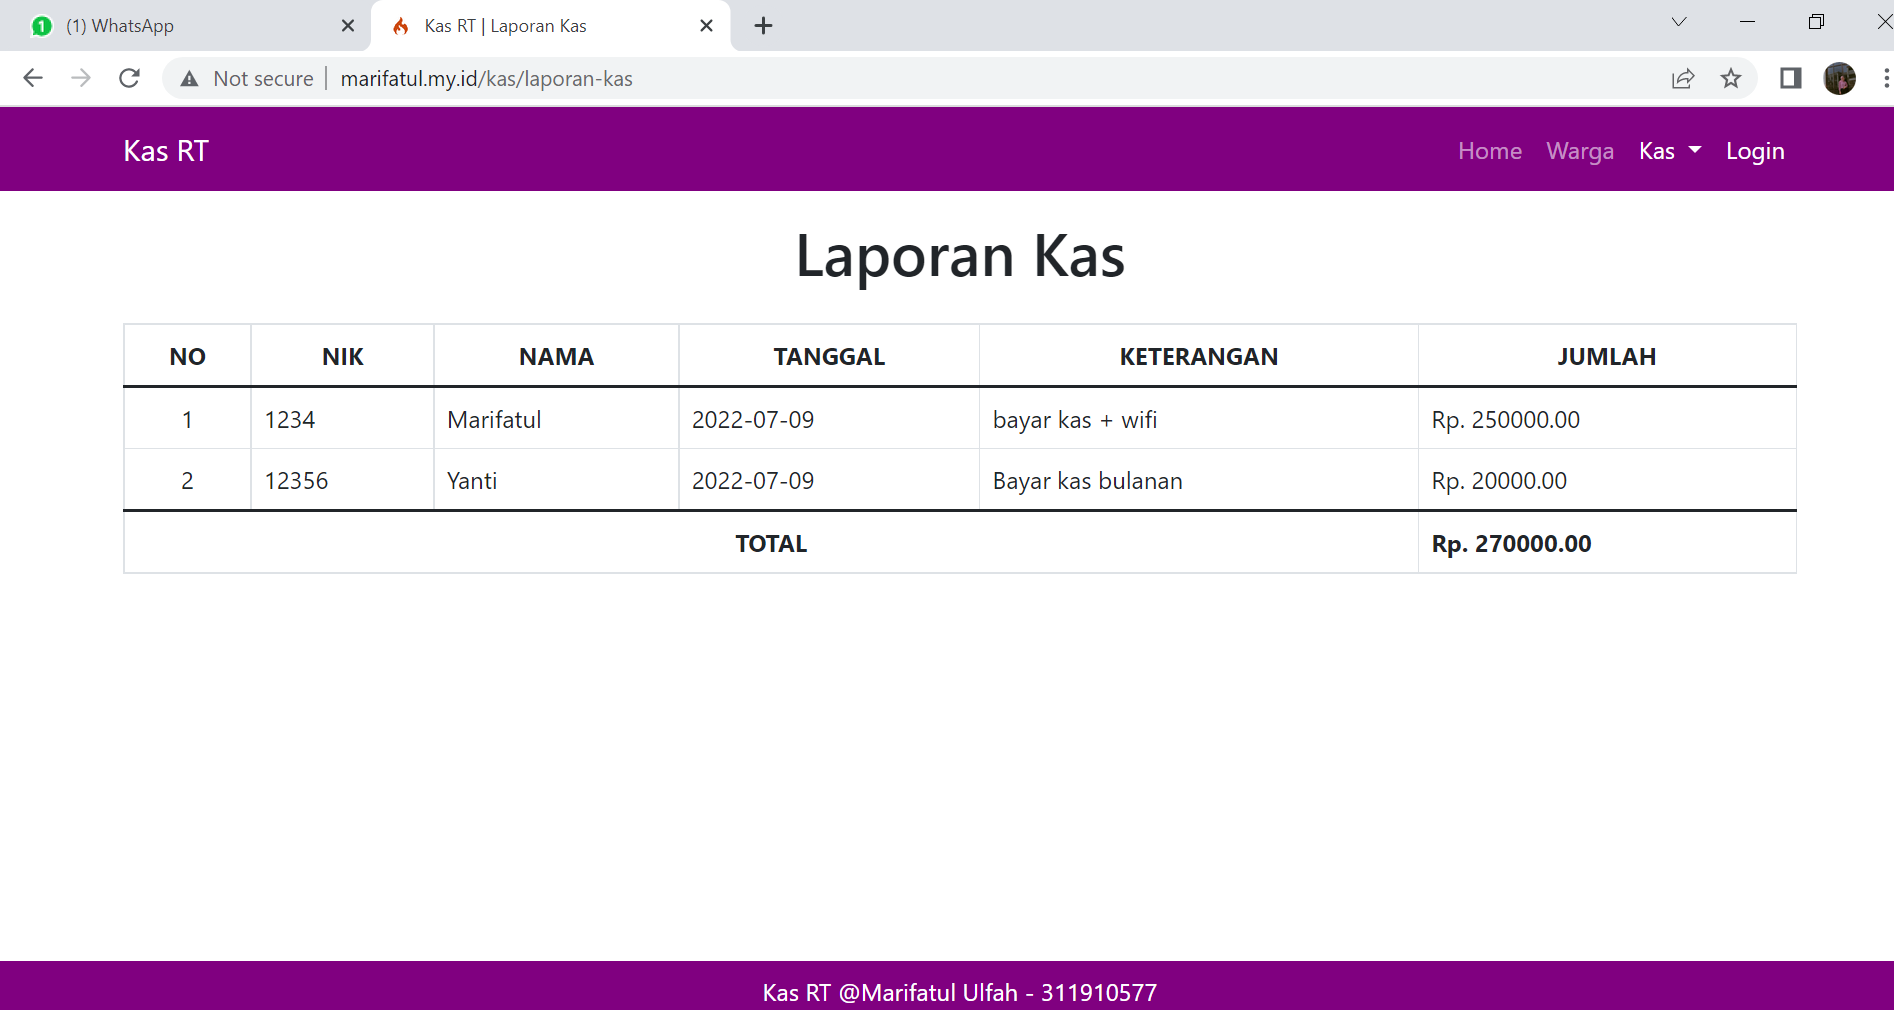 (1) WhatsApp
Kas RT | Laporan Kas
Not secure
marifatul.my.id/kas/laporan-kas
Kas RT
Home Warga Kas Login
Laporan Kas
NO NIK NAMA TANGGAL KETERANGAN JUMLAH
1 1234 Marifatul 2022-07-09 bayar kas + wifi Rp. 250000.00
2 12356 Yanti 2022-07-09 Bayar kas bulanan Rp. 20000.00
TOTAL Rp. 270000.00
Kas RT @Marifatul Ulfah - 311910577